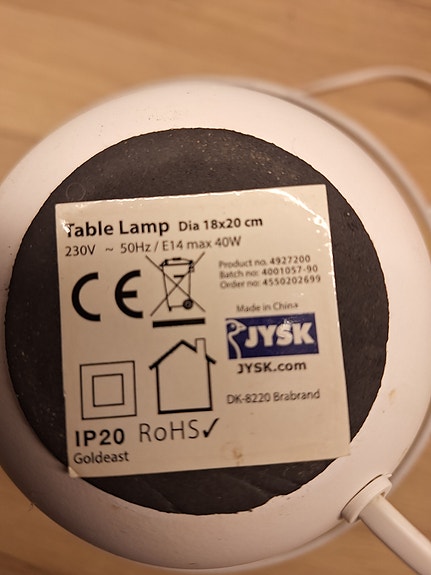 Table Lamp Dia 18x20 cm
230V ~ 50Hz / E14 max 40W
Product no. 4927200
Batch no: 4001057-90
Order no: 4550202699
CE
Made in China
JYSK
JYSK.com
DK-8220 Brabrand
IP20 RoHS✓
Goldeast